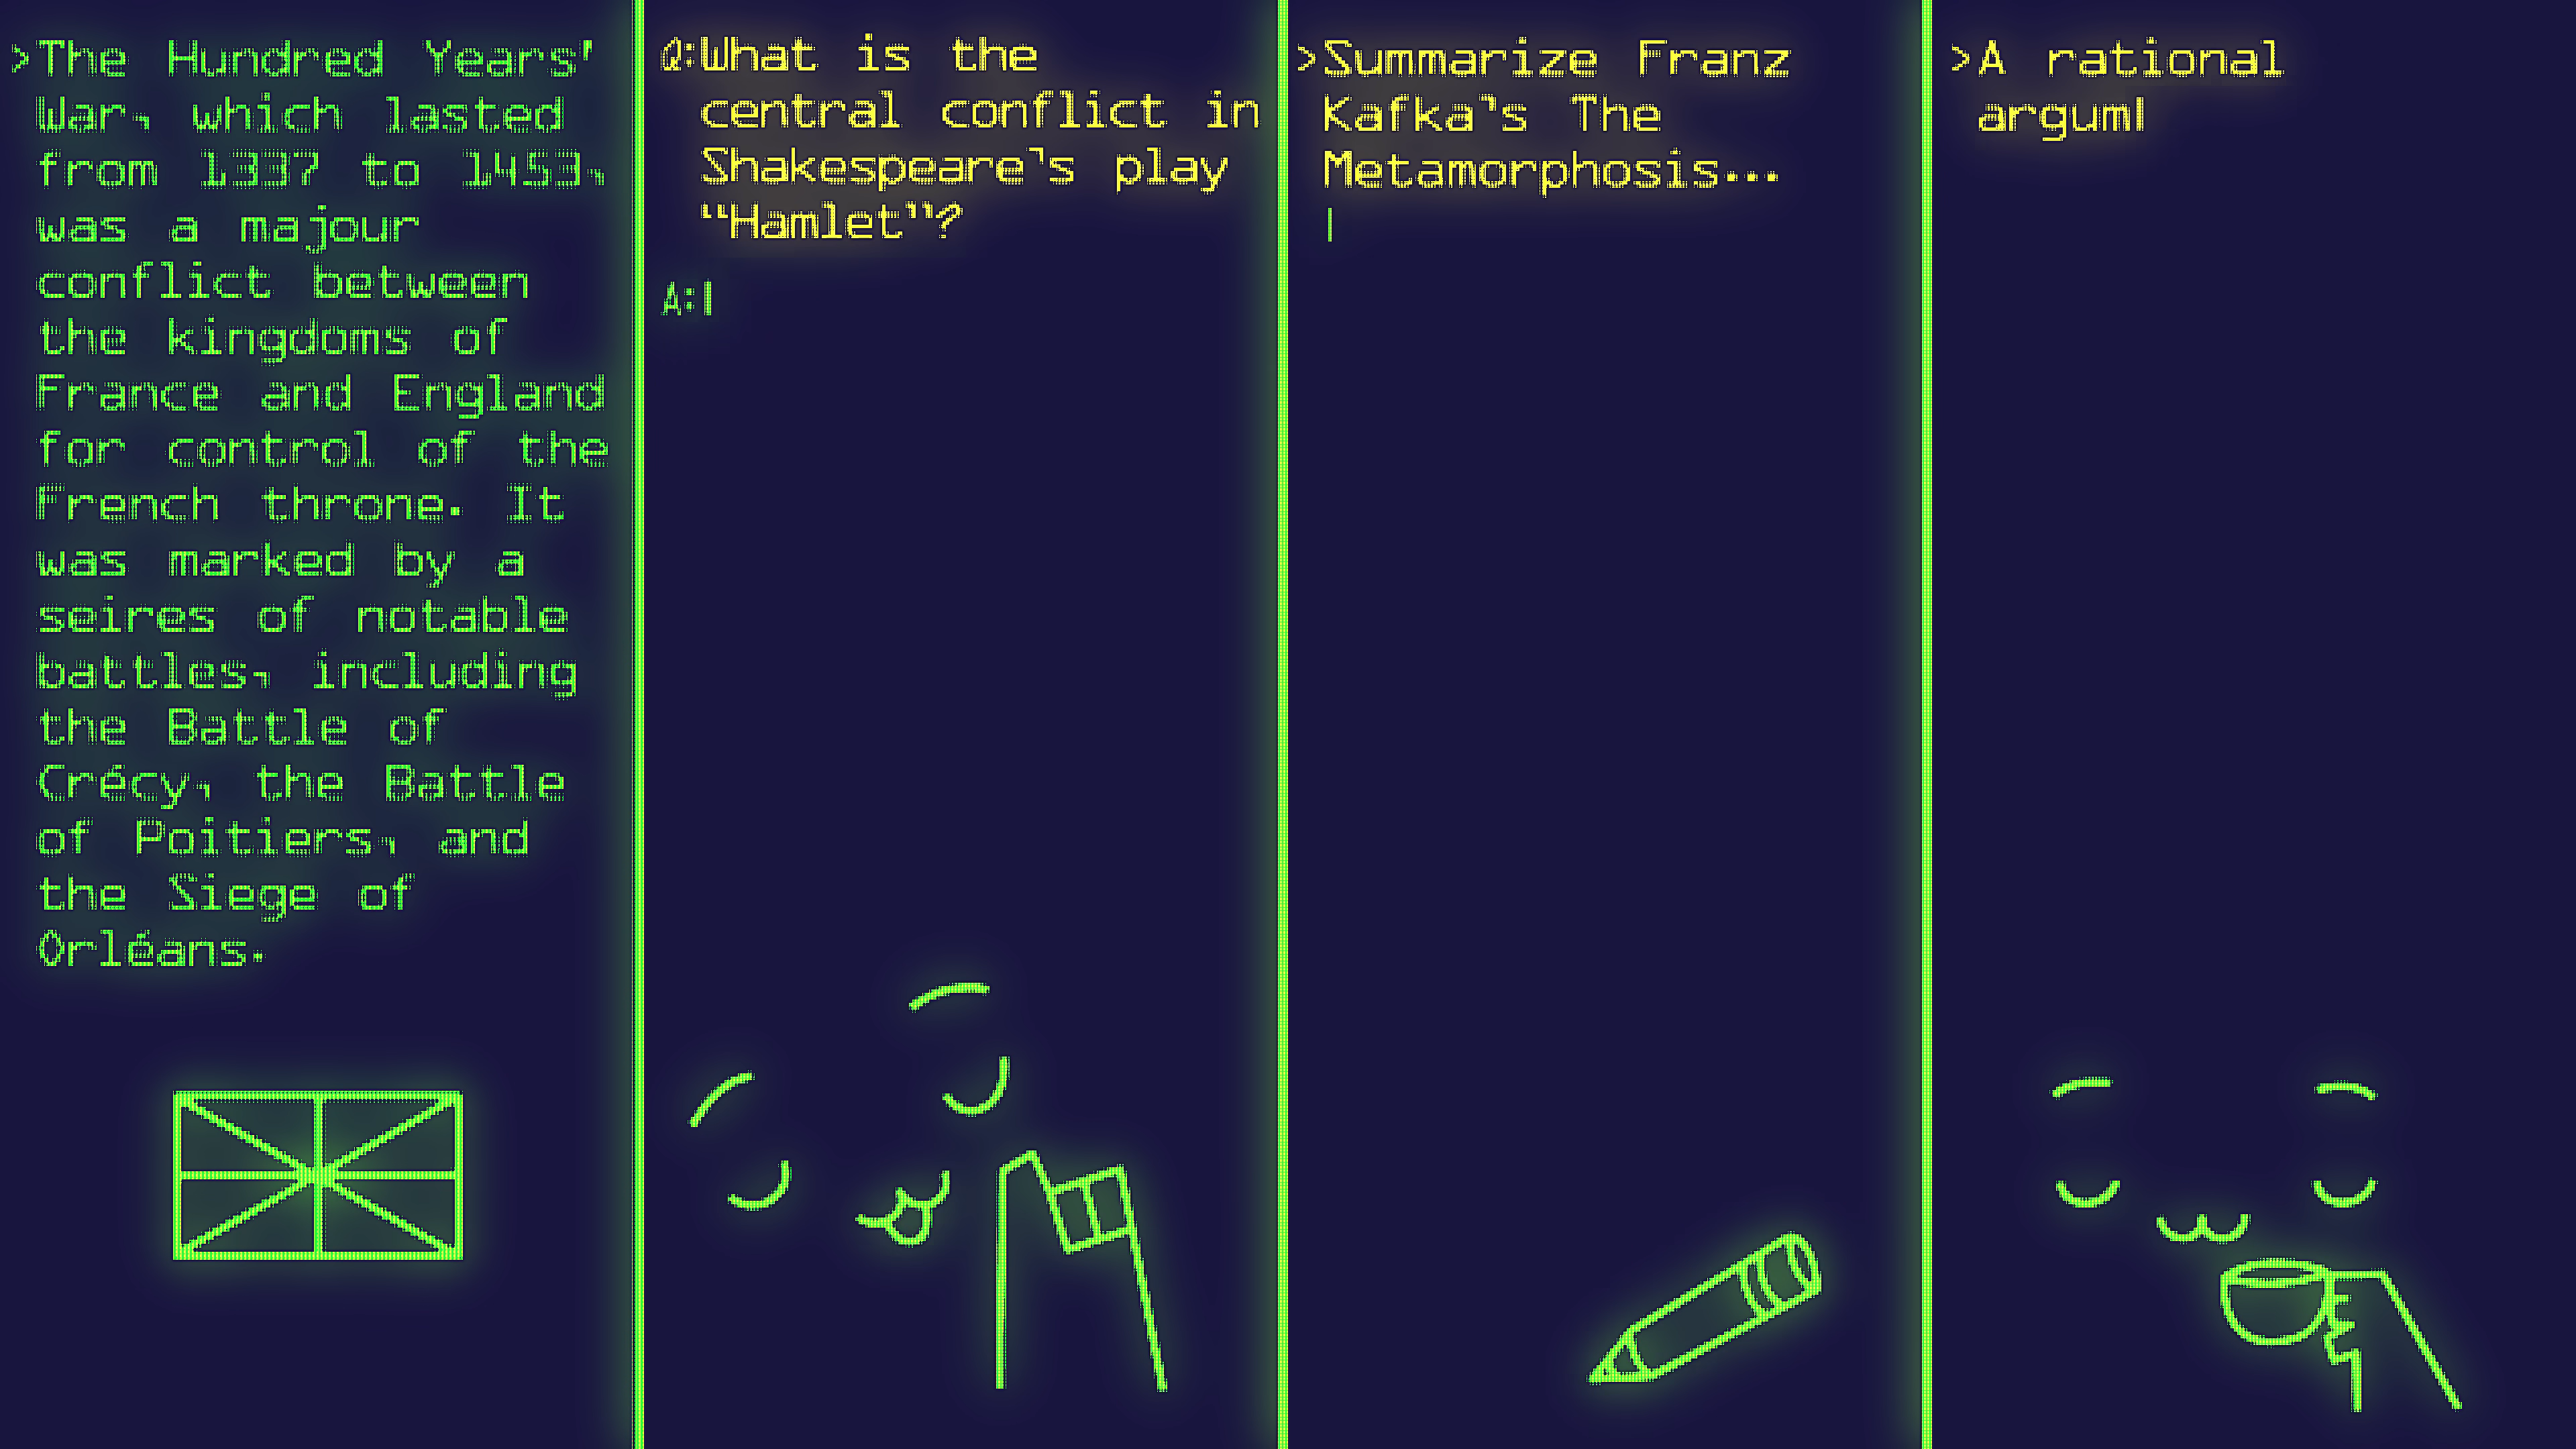 >The Hundred Years'
War, which lasted
from 1337 to 1453,
was a majour
conflict between
the kingdoms of
France and England
for control of the
French throne. It
was marked by a
seires of notable
battles, including
the Battle of
Crécy, the Battle
of Poitiers, and
the Siege of
Orléans.
Q:What is the
central conflict in
Shakespeare's play
“Hamlet”?
A:|
>Summarize Franz
Kafka's The
Metamorphosis...
|
>A rational
argum|